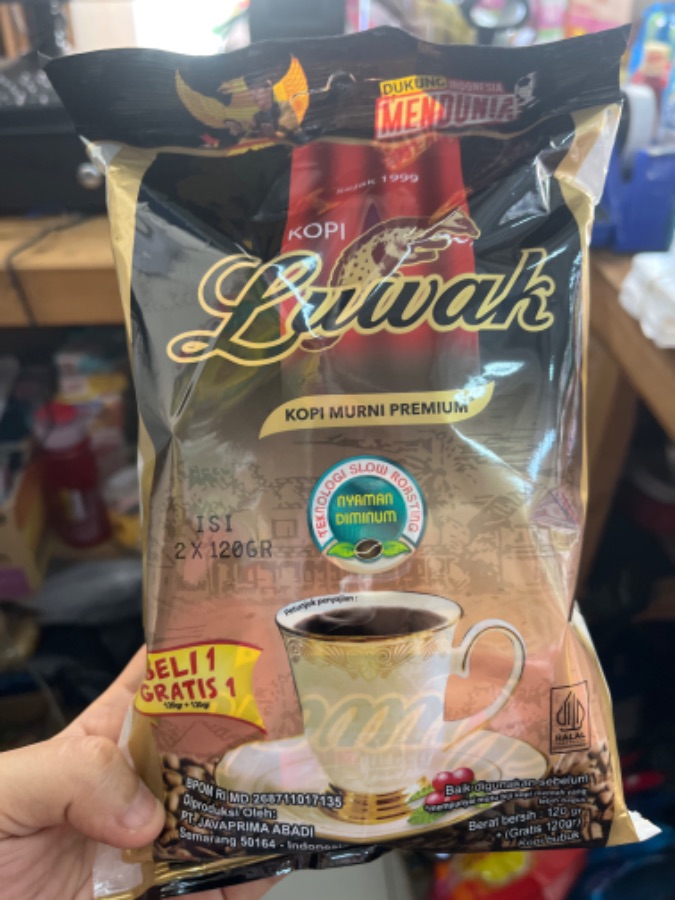 DUKUNG INDONESIA
MENDUNIA
Sejak 1999
KOPI
Luwak
KOPI MURNI PREMIUM
TEKNOLOGI SLOW ROASTING
NYAMAN
DIMINUM
ISI
2 X 120GR
Petunjuk penyajian :
BELI 1
GRATIS 1
120gr + 120gr
HALAL
BPOM RI MD 268711017135
Diproduksi Oleh:
PT. JAVAPRIMA ABADI
Semarang 50164 - Indonesia
Baik digunakan sebelum :
Berat bersih : 120 gr
+ (Gratis 120gr)
Kopi bubuk